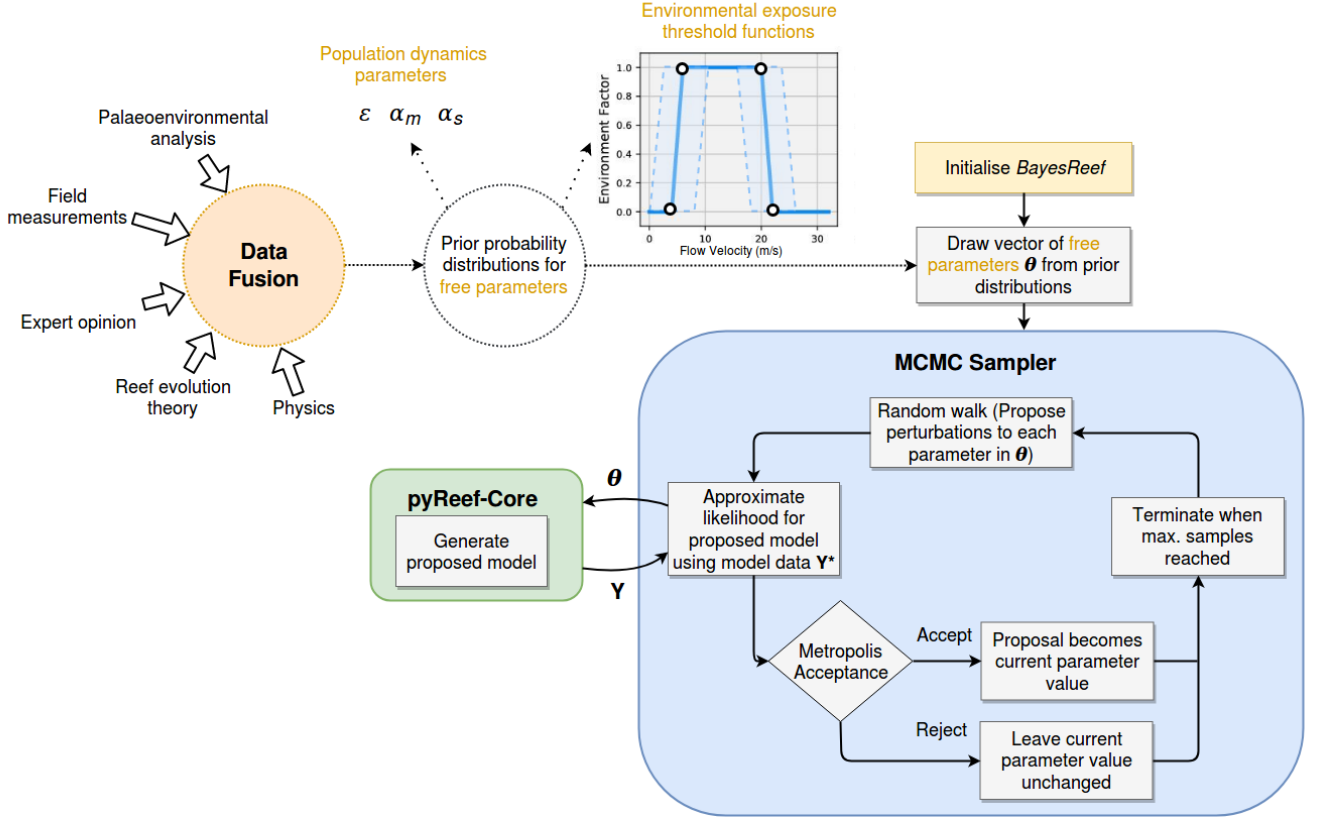 Environmental exposure
threshold functions
Population dynamics
parameters
ε αm αs
Palaeoenvironmental
analysis
Field
measurements
Expert opinion
Reef evolution
theory
Physics
Data
Fusion
Prior probability
distributions for
free parameters
Environment Factor
1.0
0.8
0.6
0.4
0.2
0.0
0 10 20 30
Flow Velocity (m/s)
Initialise BayesReef
Draw vector of free
parameters θ from prior
distributions
MCMC Sampler
Random walk (Propose
perturbations to each
parameter in θ)
pyReef-Core
Generate
proposed model
θ
Y
Approximate
likelihood for
proposed model
using model data Y*
Terminate when
max. samples
reached
Metropolis
Acceptance
Accept
Proposal becomes
current parameter
value
Reject
Leave current
parameter value
unchanged